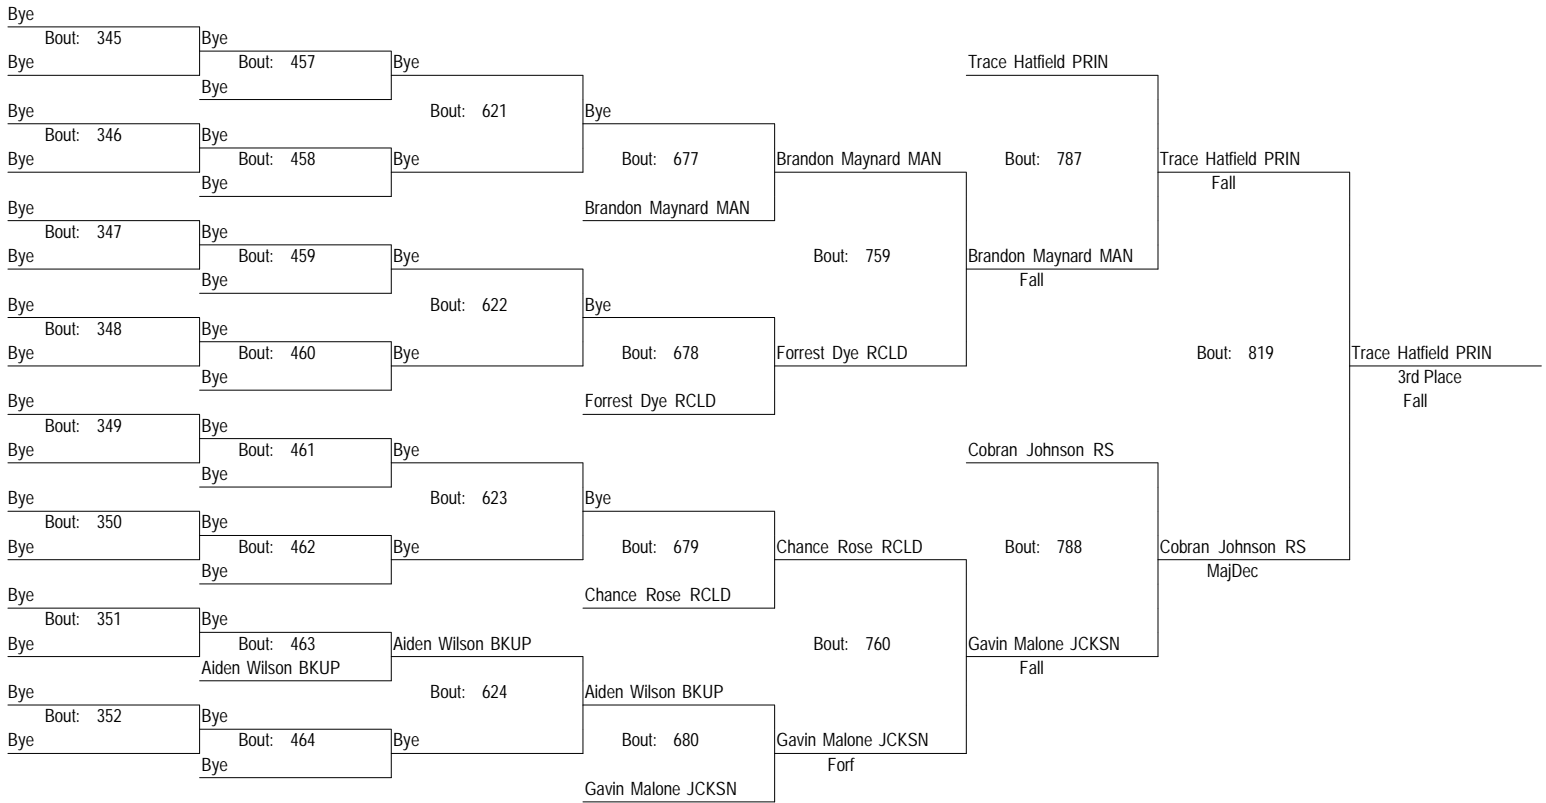 Bye
Bout: 345 Bye
Bye Bout: 457 Bye Trace Hatfield PRIN
Bye
Bye Bout: 621 Bye
Bout: 346 Bye
Bye Bout: 458 Bye Bout: 677 Brandon Maynard MAN Bout: 787 Trace Hatfield PRIN
Bye Fall
Bye Brandon Maynard MAN
Bout: 347 Bye
Bye Bout: 459 Bye Bout: 759 Brandon Maynard MAN
Bye Fall
Bye Bout: 622 Bye
Bout: 348 Bye
Bye Bout: 460 Bye Bout: 678 Forrest Dye RCLD Bout: 819 Trace Hatfield PRIN
Bye 3rd Place
Bye Forrest Dye RCLD Fall
Bout: 349 Bye
Bye Bout: 461 Bye Cobran Johnson RS
Bye
Bye Bout: 623 Bye
Bout: 350 Bye
Bye Bout: 462 Bye Bout: 679 Chance Rose RCLD Bout: 788 Cobran Johnson RS
Bye MajDec
Bye Chance Rose RCLD
Bout: 351 Bye
Bye Bout: 463 Aiden Wilson BKUP Bout: 760 Gavin Malone JCKSN
Aiden Wilson BKUP Fall
Bye Bout: 624 Aiden Wilson BKUP
Bout: 352 Bye
Bye Bout: 464 Bye Bout: 680 Gavin Malone JCKSN
Bye Forf
Gavin Malone JCKSN